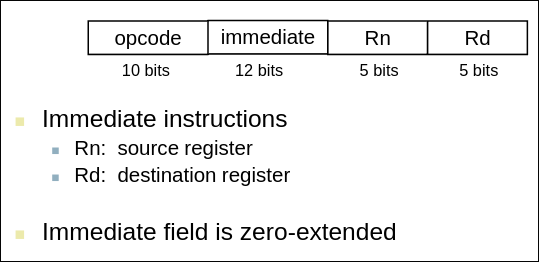 opcode immediate Rn Rd
10 bits 12 bits 5 bits 5 bits
Immediate instructions
Rn: source register
Rd: destination register
Immediate field is zero-extended